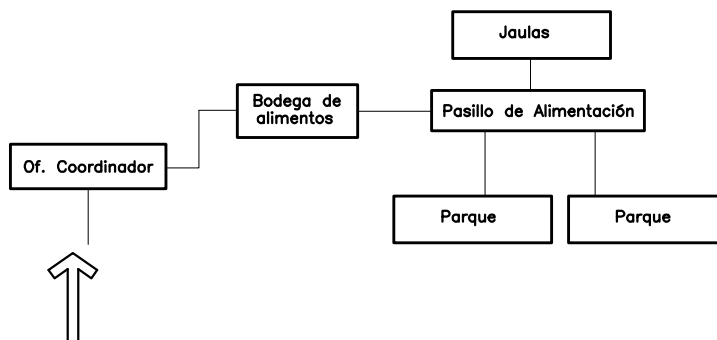 Jaulas
Bodega de
alimentos
Pasillo de Alimentación
Of. Coordinador
Parque
Parque